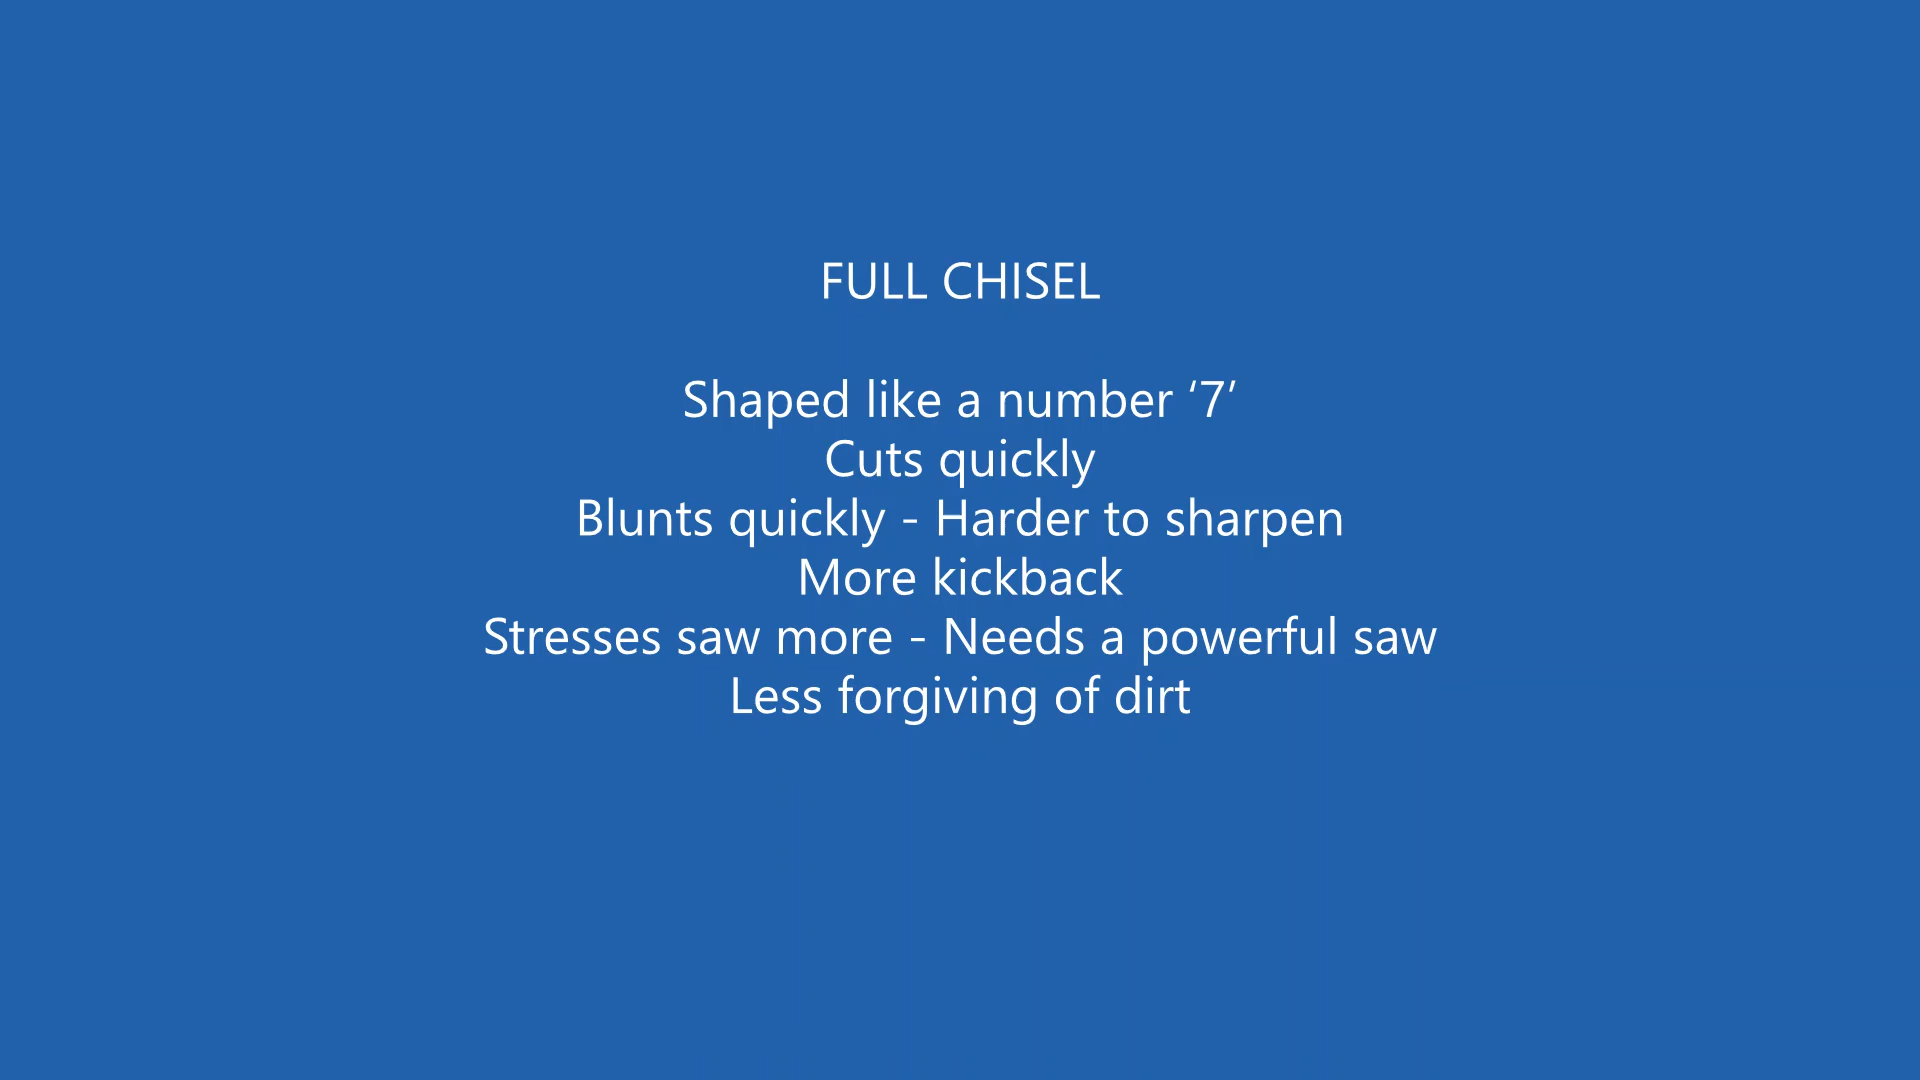 FULL CHISEL
Shaped like a number ‘7’
Cuts quickly
Blunts quickly - Harder to sharpen
More kickback
Stresses saw more - Needs a powerful saw
Less forgiving of dirt